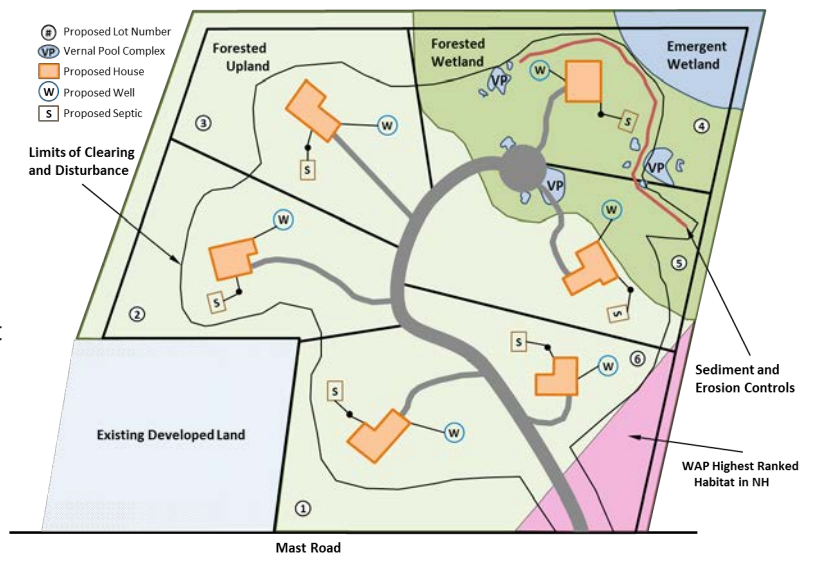 # Proposed Lot Number
VP Vernal Pool Complex
Proposed House
W Proposed Well
S Proposed Septic
Forested
Upland
Forested
Wetland
Emergent
Wetland
VP
W
S
3
W
4
Limits of Clearing
and Disturbance
S
VP
VP
W
W
5
S
2
S
S
6
W
Sediment and
Erosion Controls
S
Existing Developed Land
W
WAP Highest Ranked
Habitat in NH
1
Mast Road